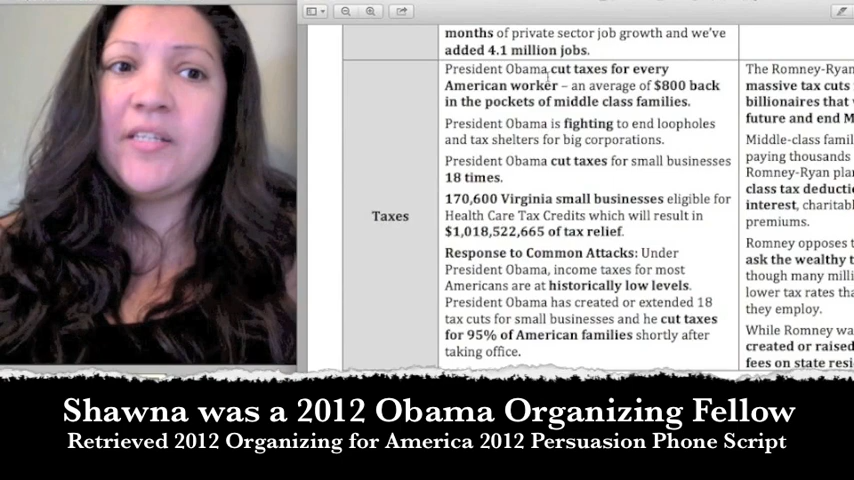 months of private sector job growth and we've
added 4.1 million jobs.
Taxes
President Obama cut taxes for every
American worker – an average of $800 back
in the pockets of middle class families.
President Obama is fighting to end loopholes
and tax shelters for big corporations.
President Obama cut taxes for small businesses
18 times.
170,600 Virginia small businesses eligible for
Health Care Tax Credits which will result in
$1,018,522,665 of tax relief.
Response to Common Attacks: Under
President Obama, income taxes for most
Americans are at historically low levels.
President Obama has created or extended 18
tax cuts for small businesses and he cut taxes
for 95% of American families shortly after
taking office.
The Romney-Ryan
massive tax cuts
billionaires that
future and end M
Middle-class famil
paying thousands
Romney-Ryan plan
class tax deducti
interest, charitab
premiums.
Romney opposes t
ask the wealthy t
though many milli
lower tax rates tha
they employ.
While Romney wa
created or raised
fees on state resi
Shawna was a 2012 Obama Organizing Fellow
Retrieved 2012 Organizing for America 2012 Persuasion Phone Script